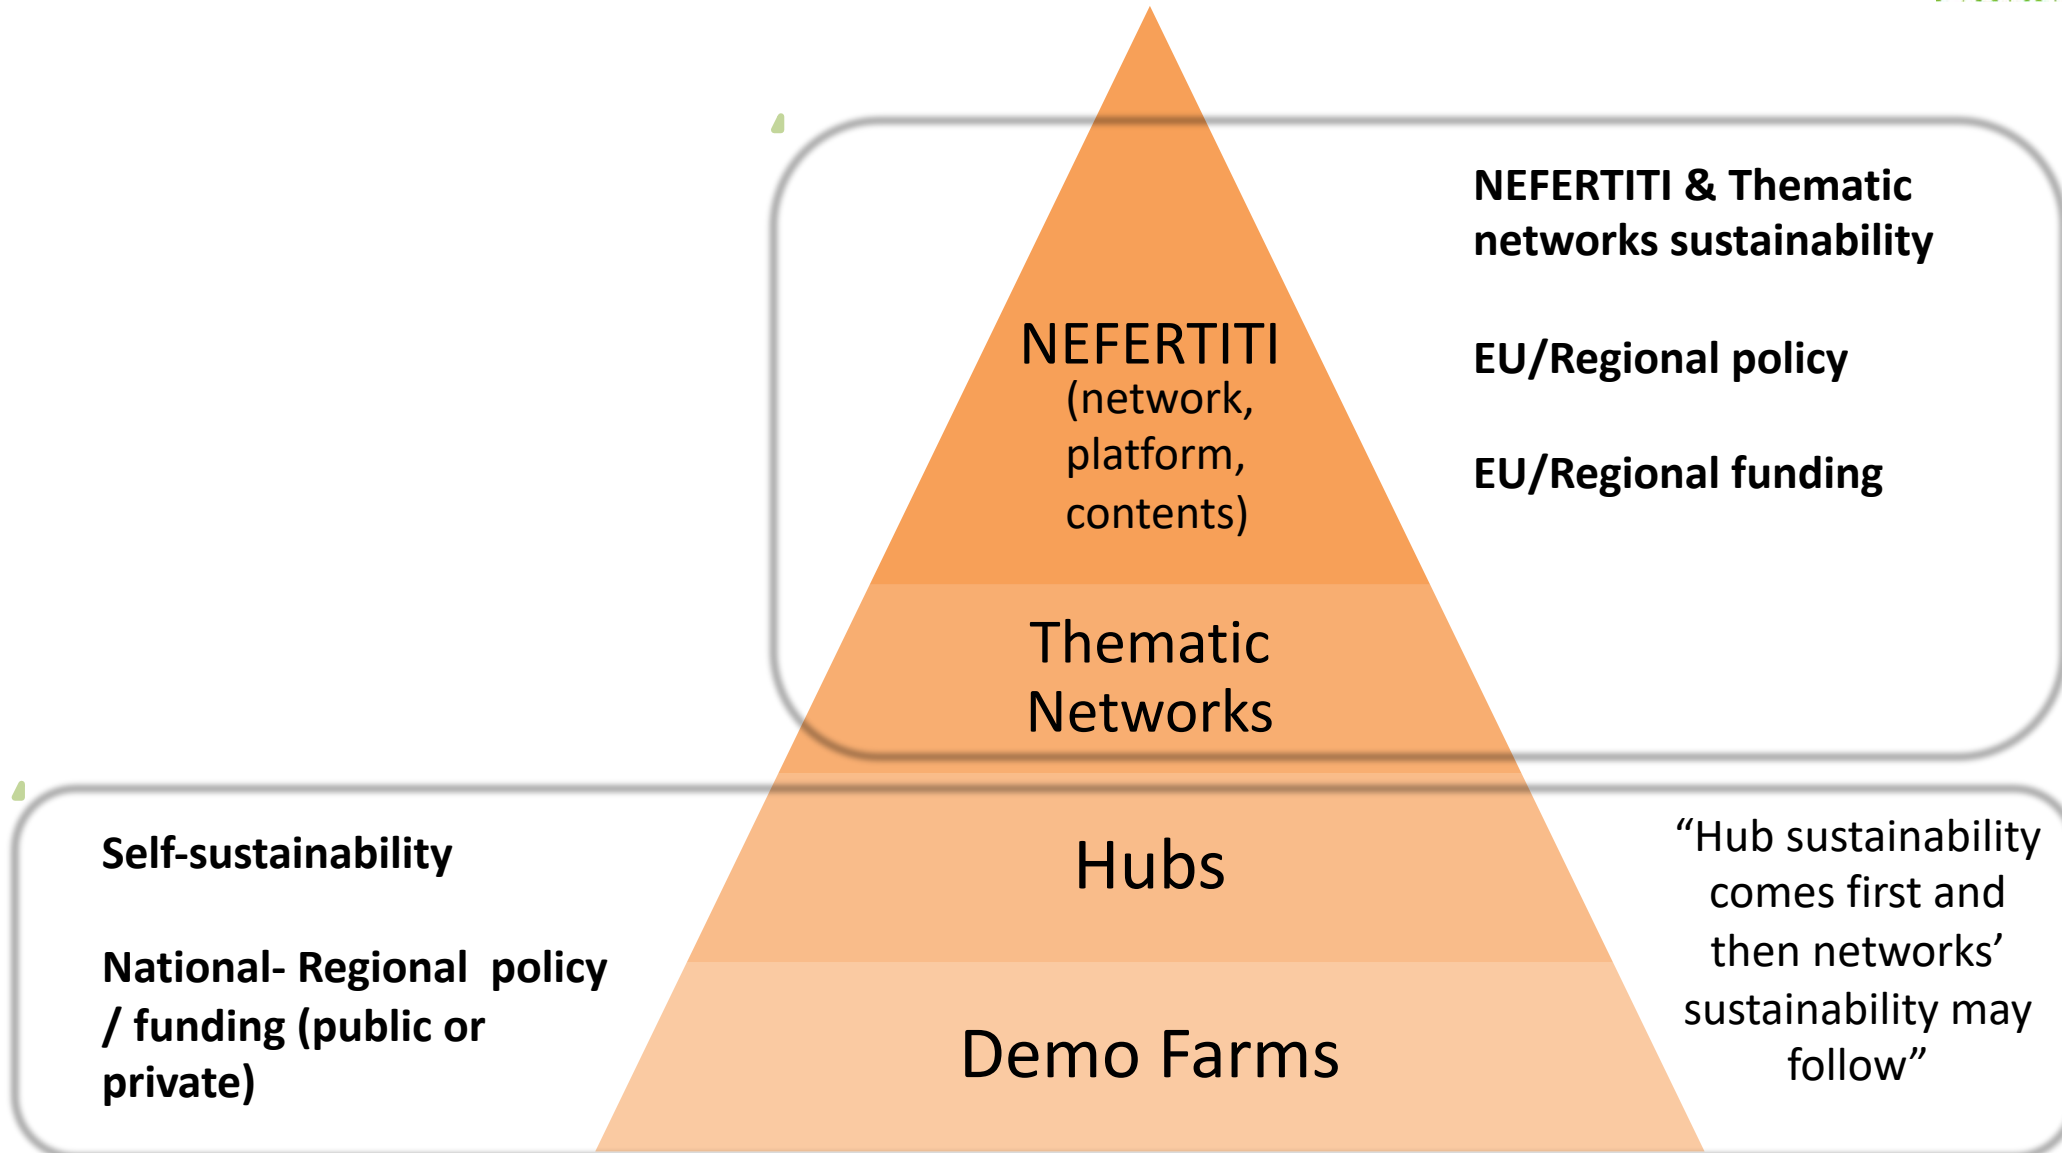 NEFERTITI & Thematic
networks sustainability
EU/Regional policy
EU/Regional funding
NEFERTITI
(network,
platform,
contents)
Thematic
Networks
Self-sustainability
National- Regional  policy
/ funding (public or
private)
Hubs
Demo Farms
“Hub sustainability
comes first and
then networks’
sustainability may
follow”